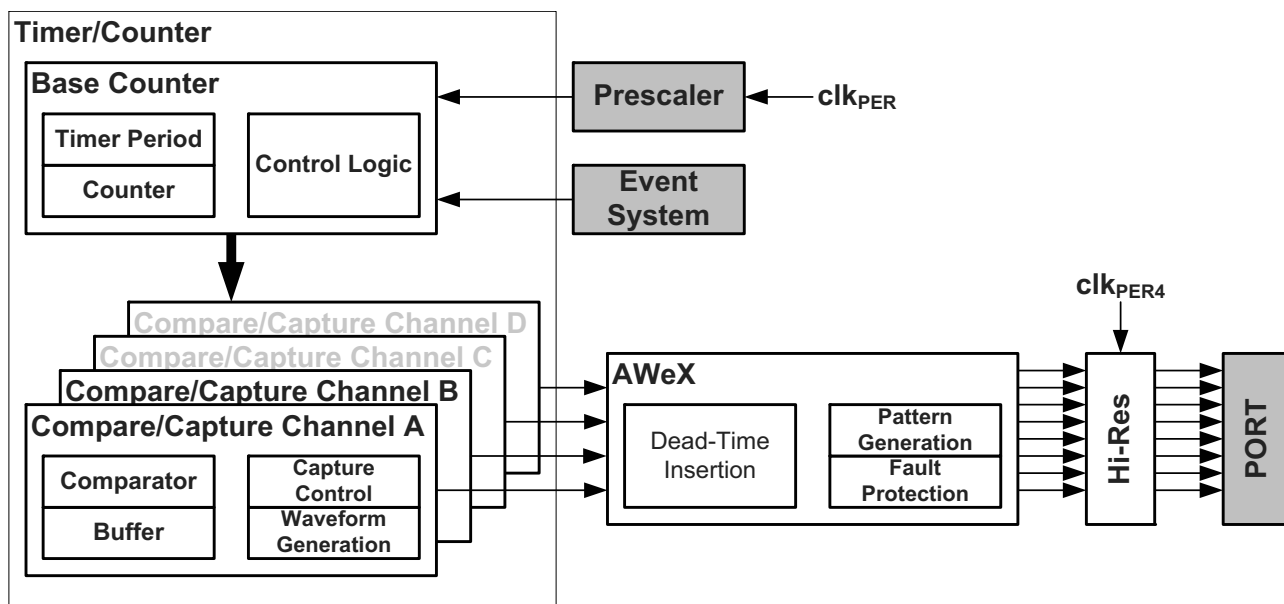 Timer/Counter
Base Counter
Timer Period
Counter
Control Logic
Prescaler
clkPER
Event
System
Compare/Capture Channel D
Compare/Capture Channel C
Compare/Capture Channel B
Compare/Capture Channel A
Comparator
Buffer
Capture
Control
Waveform
Generation
AWeX
Dead-Time
Insertion
Pattern
Generation
Fault
Protection
clkPER4
Hi-Res
PORT